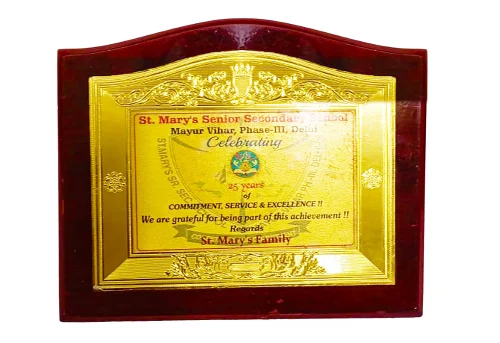 St. Mary's Senior Secondary School
Mayur Vihar, Phase-III, Delhi
Celebrating
25 years
of
COMMITMENT, SERVICE & EXCELLENCE !!
We are grateful for being part of this achievement !!
Regards
St. Mary's Family